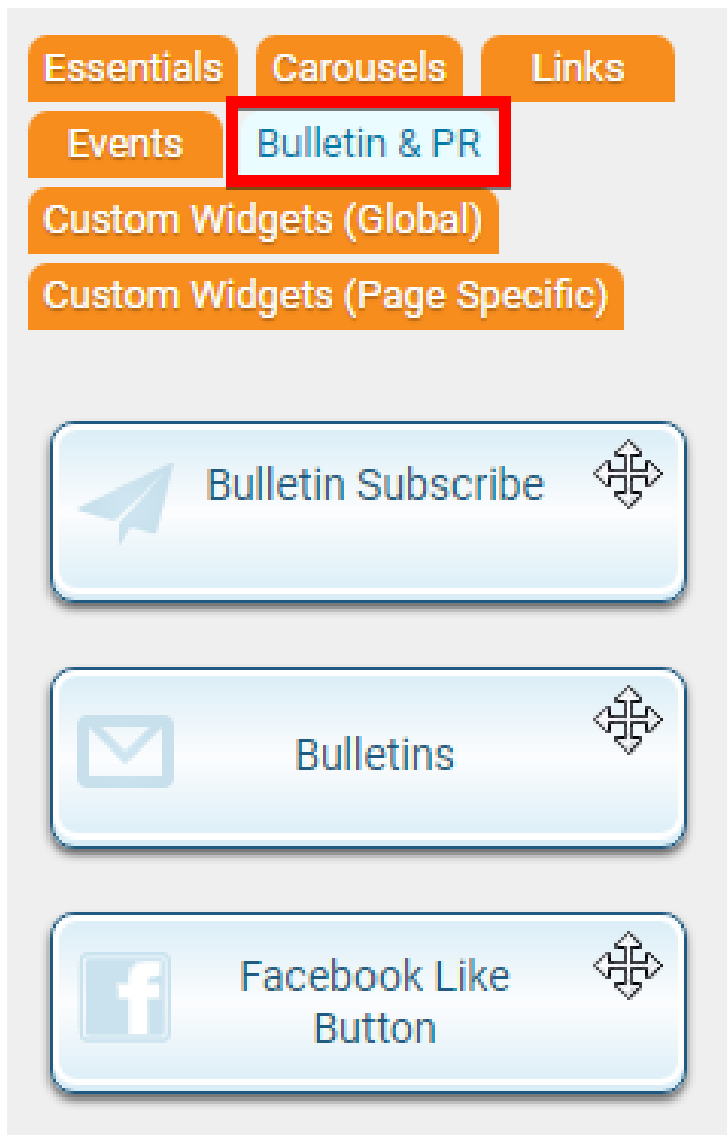 Essentials Carousels Links
Events Bulletin & PR
Custom Widgets (Global)
Custom Widgets (Page Specific)
Bulletin Subscribe
Bulletins
Facebook Like
Button